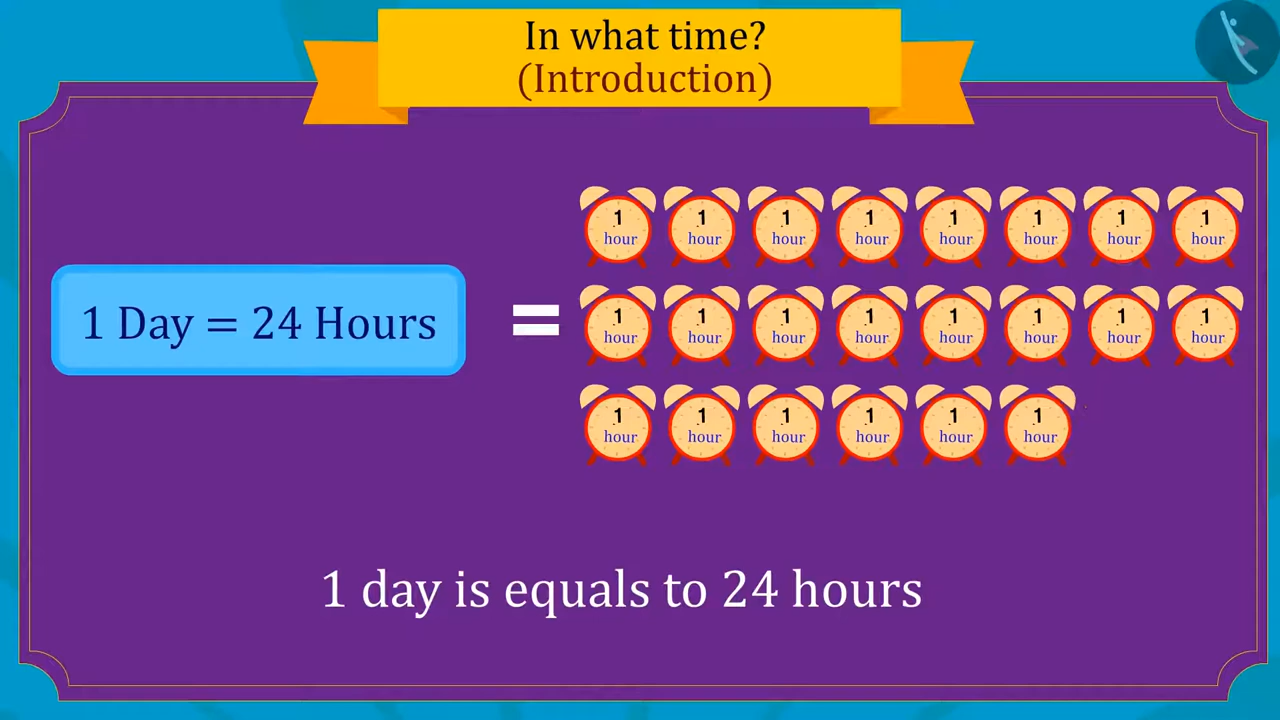 In what time?
(Introduction)
1 1 1 1 1 1 1 1
hour hour hour hour hour hour hour hour
1 Day = 24 Hours =
1 1 1 1 1 1 1 1
hour hour hour hour hour hour hour hour
1 1 1 1 1 1
hour hour hour hour hour hour
1 day is equals to 24 hours